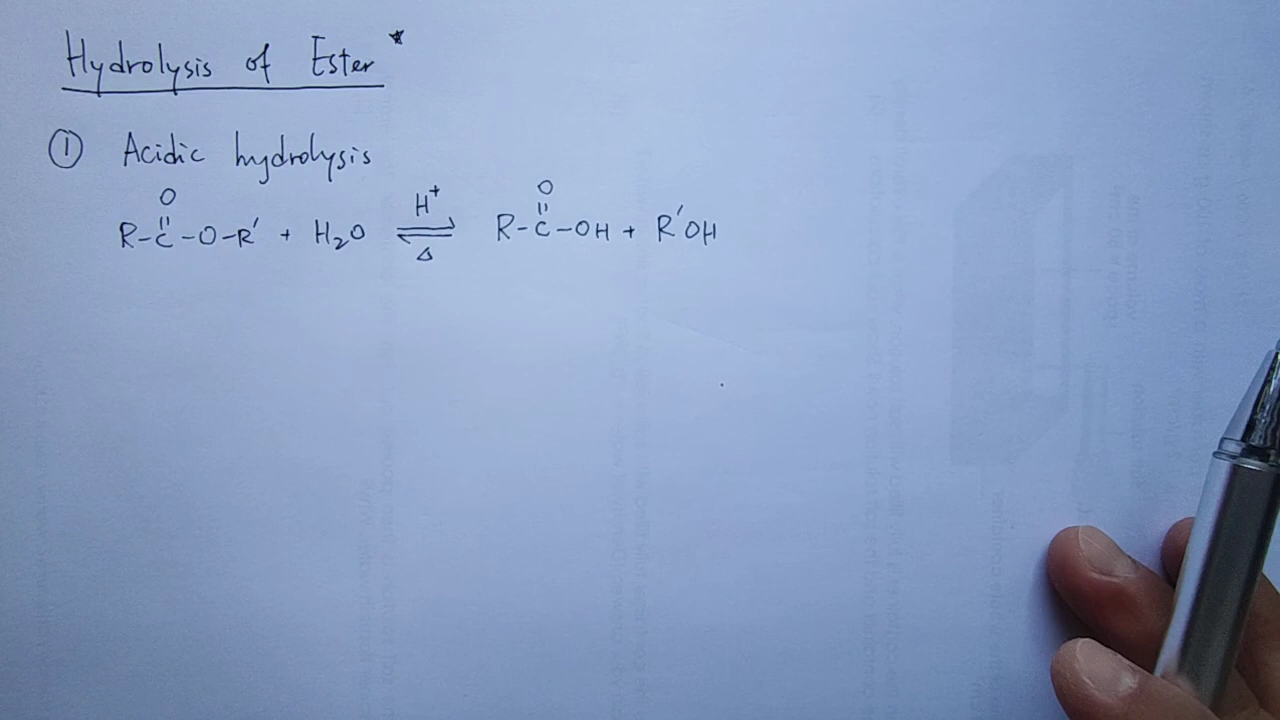 Hydrolysis of Ester *
① Acidic hydrolysis
O H⁺ O
R-C-O-R' + H₂O ⇌ R-C-OH + R'OH
Δ